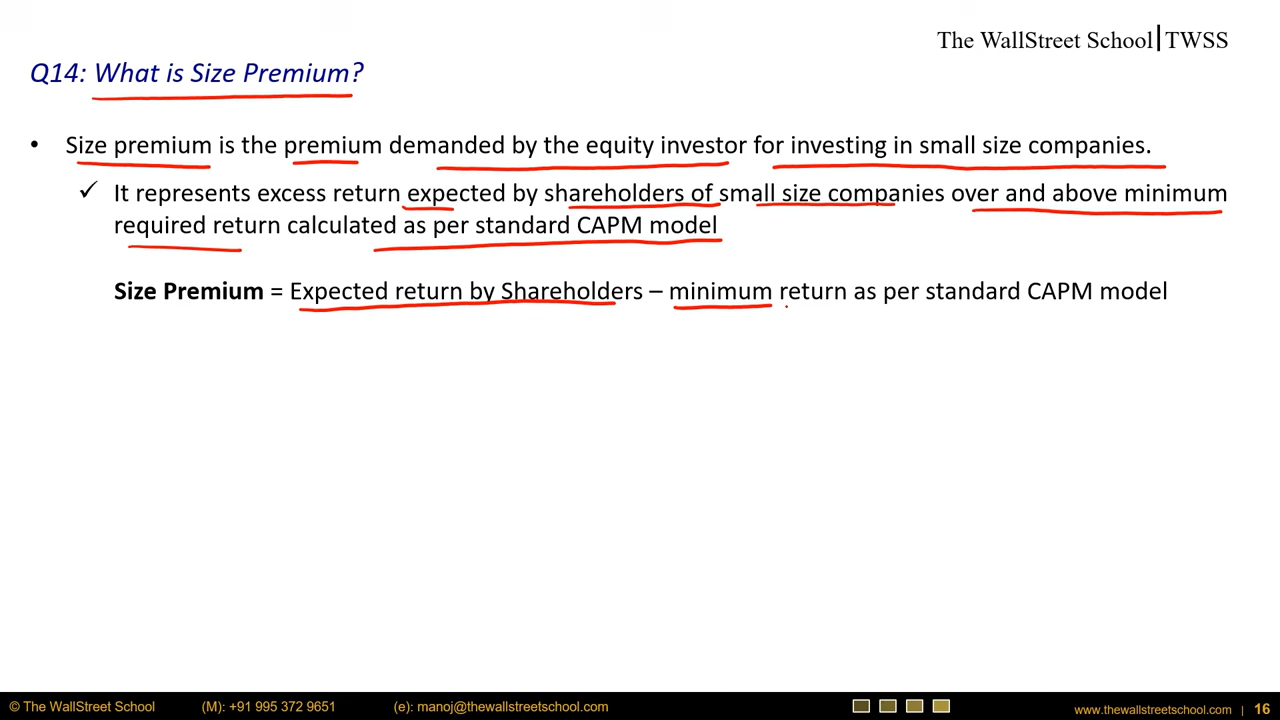 The WallStreet School|TWSS
Q14: What is Size Premium?
• Size premium is the premium demanded by the equity investor for investing in small size companies.
✓ It represents excess return expected by shareholders of small size companies over and above minimum
required return calculated as per standard CAPM model
Size Premium = Expected return by Shareholders – minimum return as per standard CAPM model
© The WallStreet School (M): +91 995 372 9651 (e): manoj@thewallstreetschool.com www.thewallstreetschool.com | 16